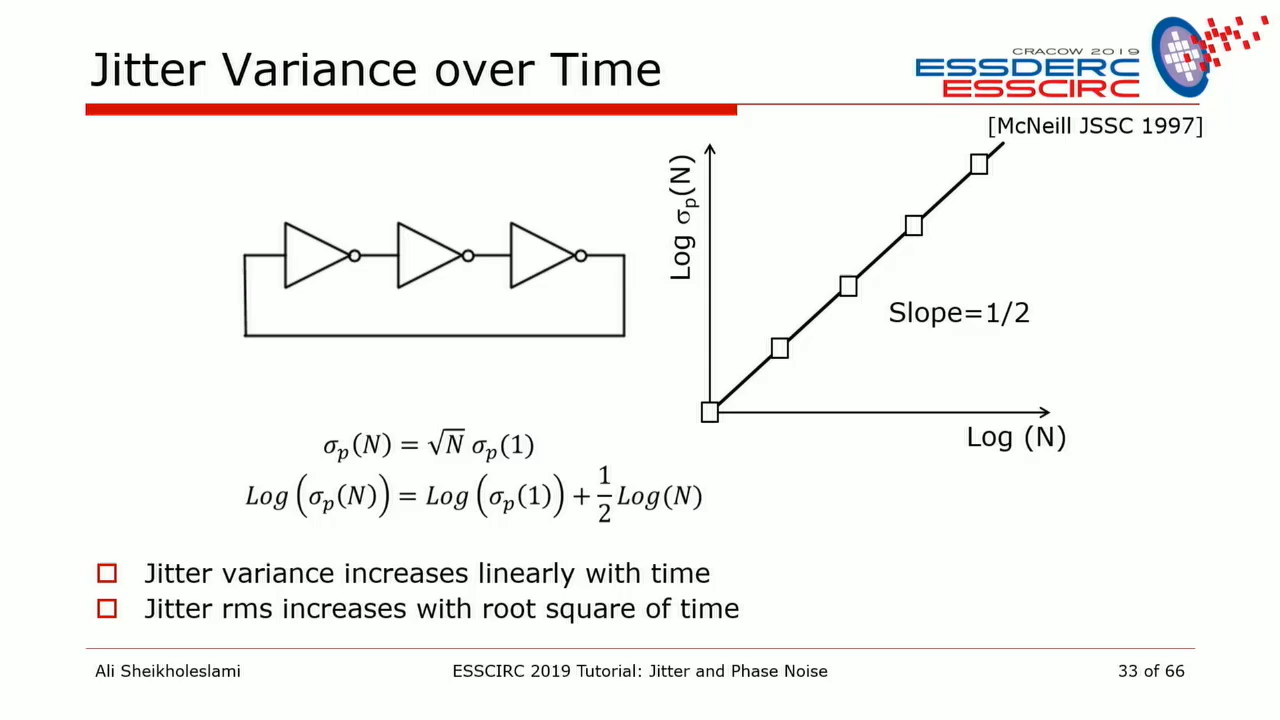 Jitter Variance over Time
CRACOW 2019
ESSDERC
ESSCIRC
[McNeill JSSC 1997]
Log σₚ(N)
Slope=1/2
Log (N)
σₚ(N) = √N σₚ(1)
Log(σₚ(N)) = Log(σₚ(1)) + 1/2 Log(N)
Jitter variance increases linearly with time
Jitter rms increases with root square of time
Ali Sheikholeslami
ESSCIRC 2019 Tutorial: Jitter and Phase Noise
33 of 66